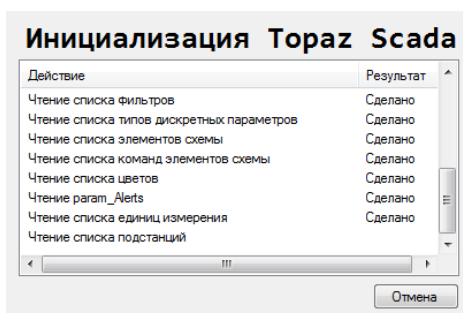 Инициализация Topaz Scada
Действие Результат
Чтение списка фильтров Сделано
Чтение списка типов дискретных параметров Сделано
Чтение списка элементов схемы Сделано
Чтение списка команд элементов схемы Сделано
Чтение списка цветов Сделано
Чтение param_Alerts Сделано
Чтение списка единиц измерения Сделано
Чтение списка подстанций
Отмена